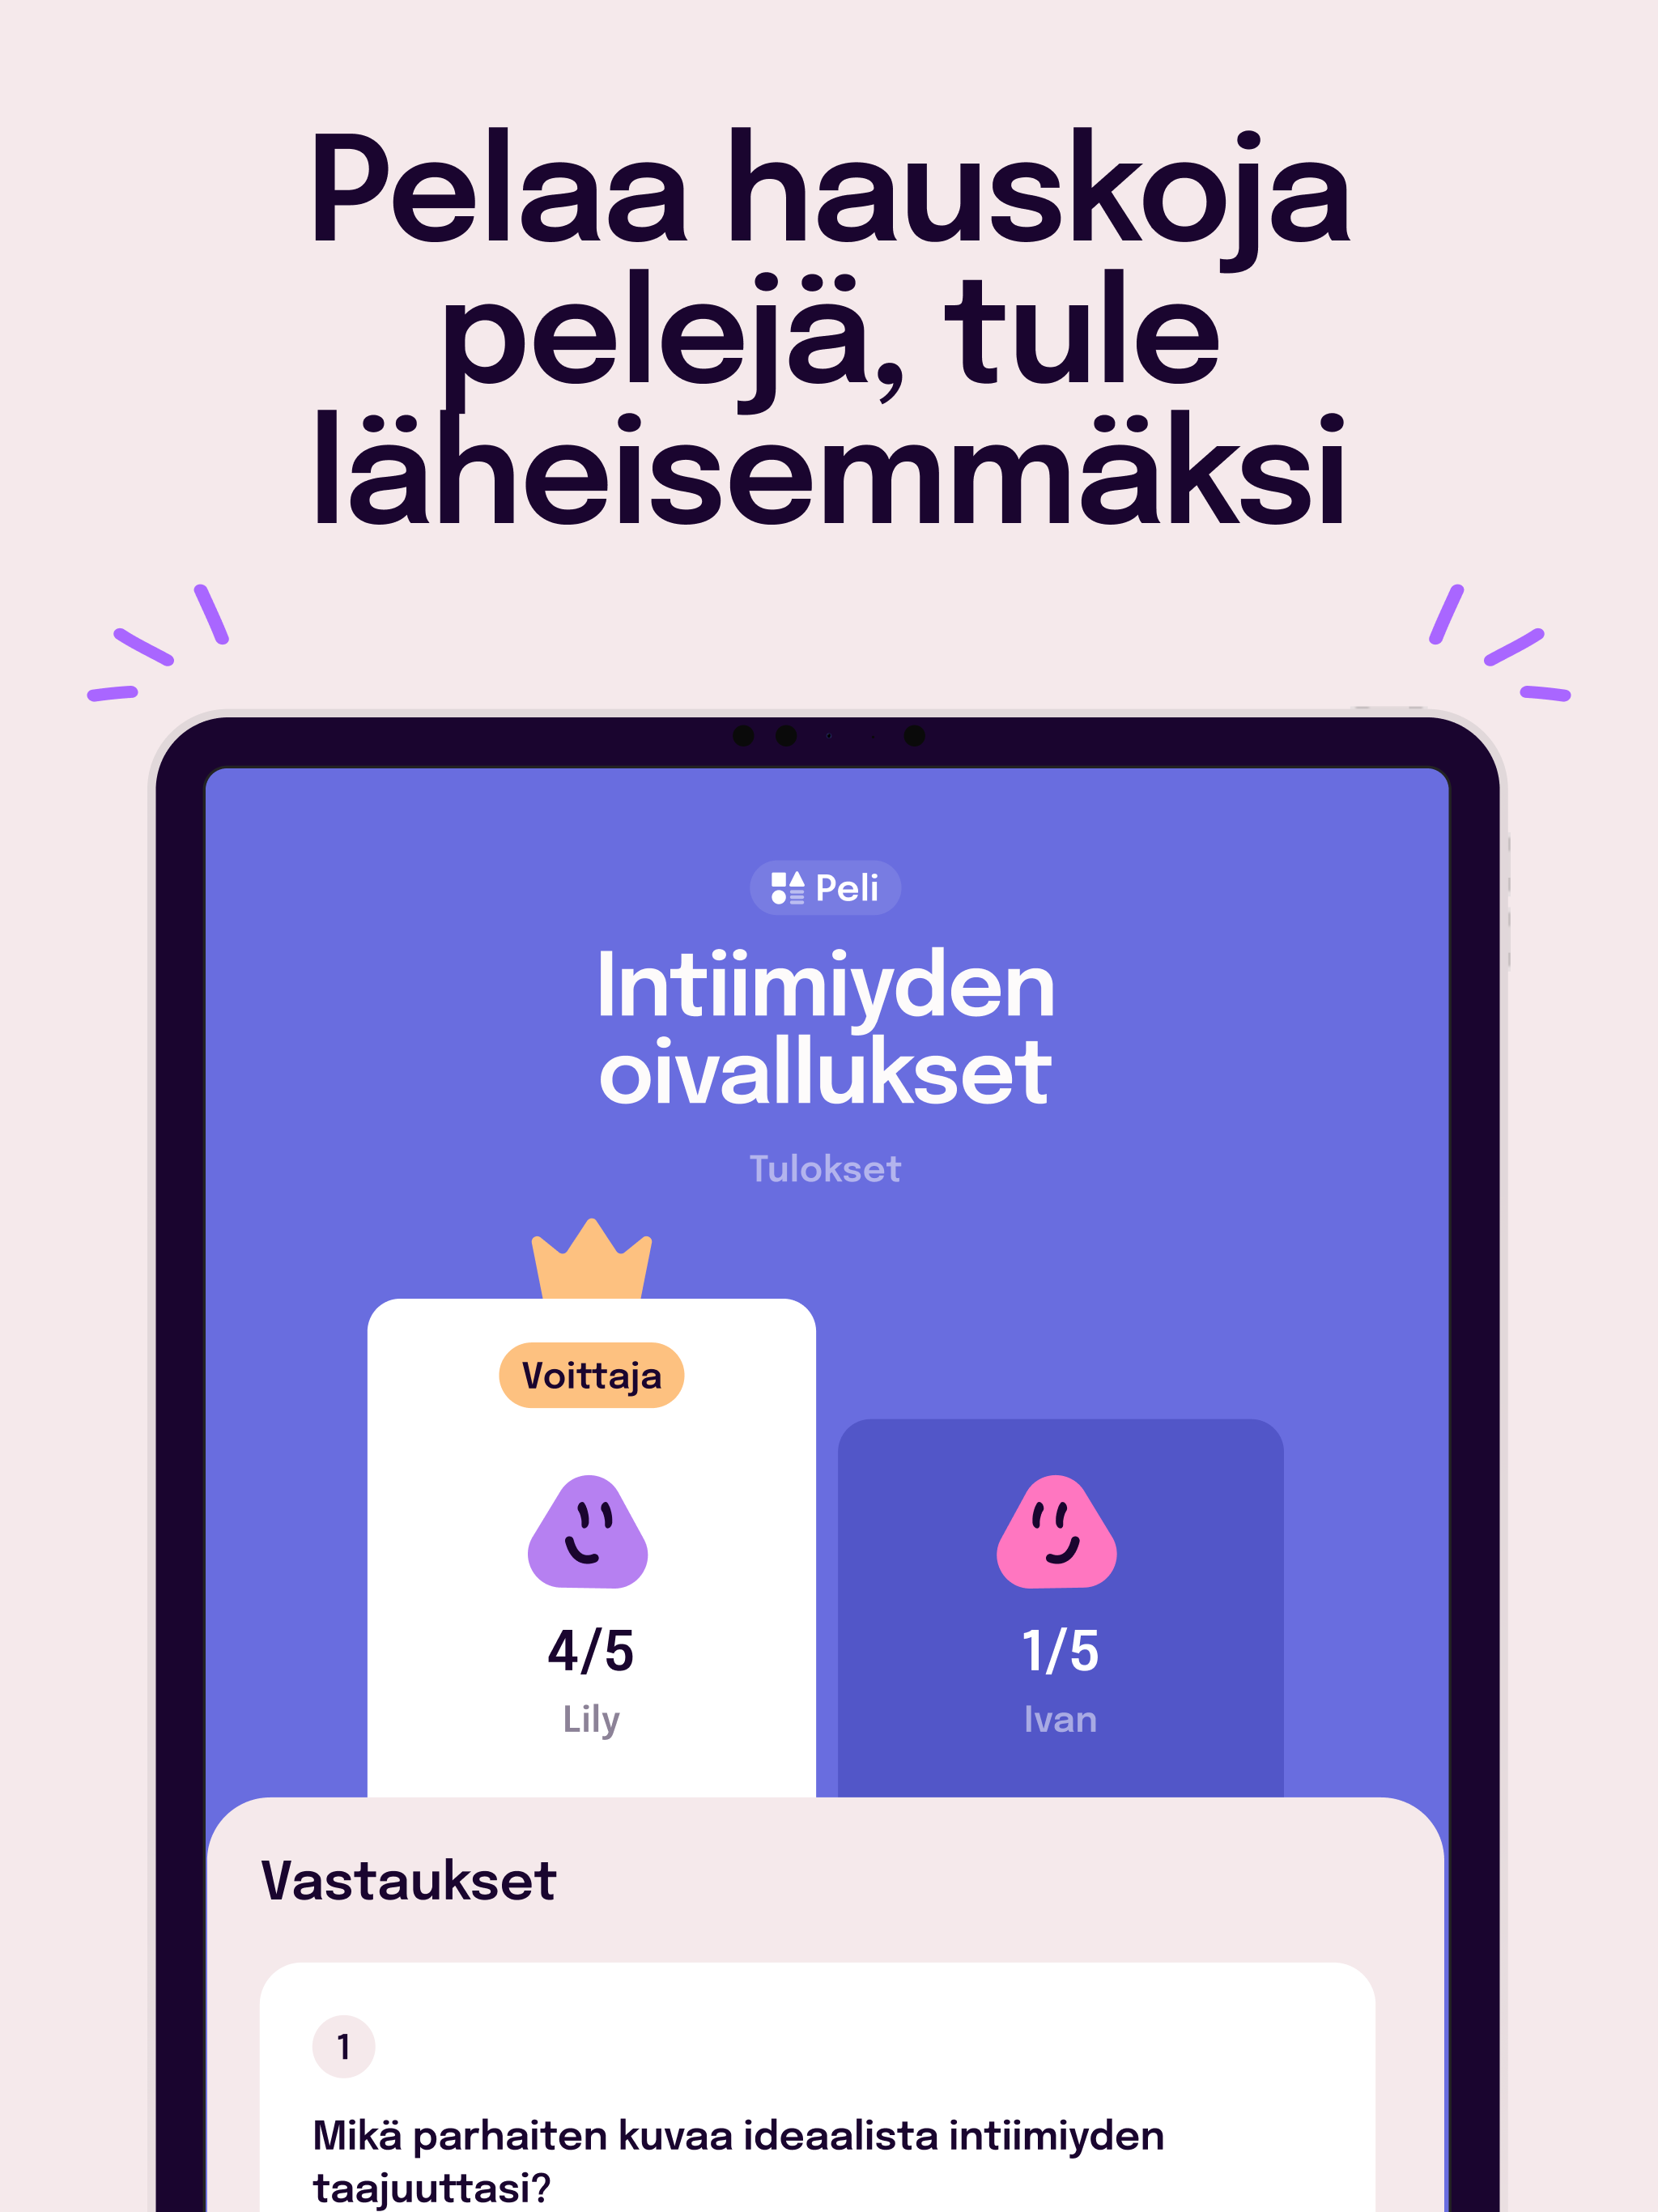 Pelaa hauskoja
pelejä, tule
läheisemmäksi
Peli
Intiimiyden
oivallukset
Tulokset
Voittaja
4/5
Lily
1/5
Ivan
Vastaukset
1
Mikä parhaiten kuvaa ideaalista intiimiyden
taajuuttasi?